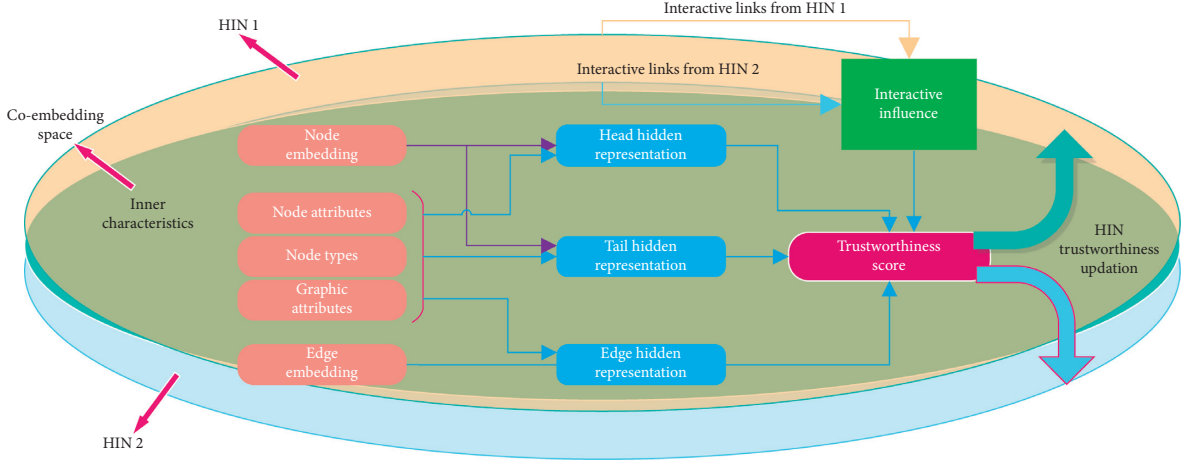 Interactive links from HIN 1
HIN 1
Interactive links from HIN 2
Interactive
influence
Co-embedding
space
Node
embedding
Head hidden
representation
Inner
characteristics
Node attributes
Node types
Graphic
attributes
Tail hidden
representation
Trustworthiness
score
HIN
trustworthiness
updation
Edge
embedding
Edge hidden
representation
HIN 2